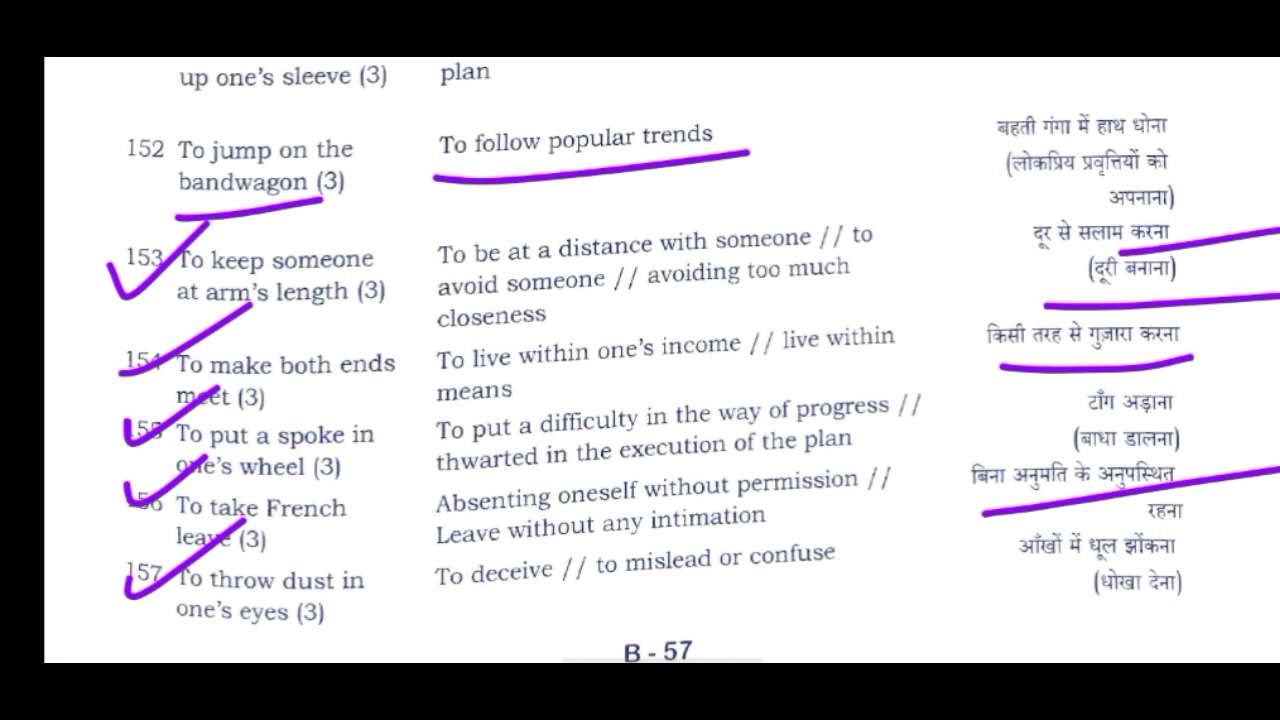 up one's sleeve (3) plan
152 To jump on the To follow popular trends बहती गंगा में हाथ धोना
bandwagon (3) (लोकप्रिय प्रवृत्तियों को
अपनाना)
153 To keep someone To be at a distance with someone // to दूर से सलाम करना
at arm's length (3) avoid someone // avoiding too much (दूरी बनाना)
closeness
154 To make both ends To live within one's income // live within किसी तरह से गुज़ारा करना
meet (3) means
155 To put a spoke in To put a difficulty in the way of progress // टाँग अड़ाना
one's wheel (3) thwarted in the execution of the plan (बाधा डालना)
156 To take French Absenting oneself without permission // बिना अनुमति के अनुपस्थित
leave (3) Leave without any intimation रहना
157 To throw dust in To deceive // to mislead or confuse आँखों में धूल झोंकना
one's eyes (3) (धोखा देना)
B - 57